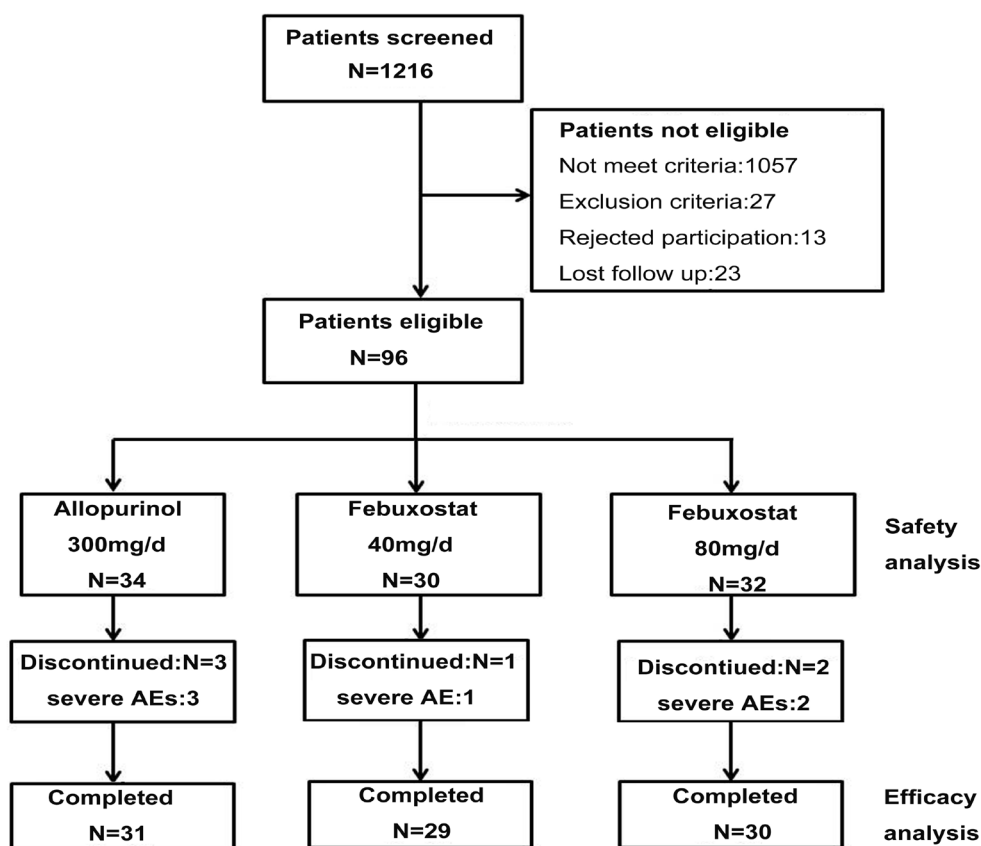 Patients screened
N=1216
Patients not eligible
Not meet criteria:1057
Exclusion criteria:27
Rejected participation:13
Lost follow up:23
Patients eligible
N=96
Allopurinol
300mg/d
N=34
Febuxostat
40mg/d
N=30
Febuxostat
80mg/d
N=32
Safety
analysis
Discontinued:N=3
severe AEs:3
Discontinued:N=1
severe AE:1
Discontiued:N=2
severe AEs:2
Completed
N=31
Completed
N=29
Completed
N=30
Efficacy
analysis